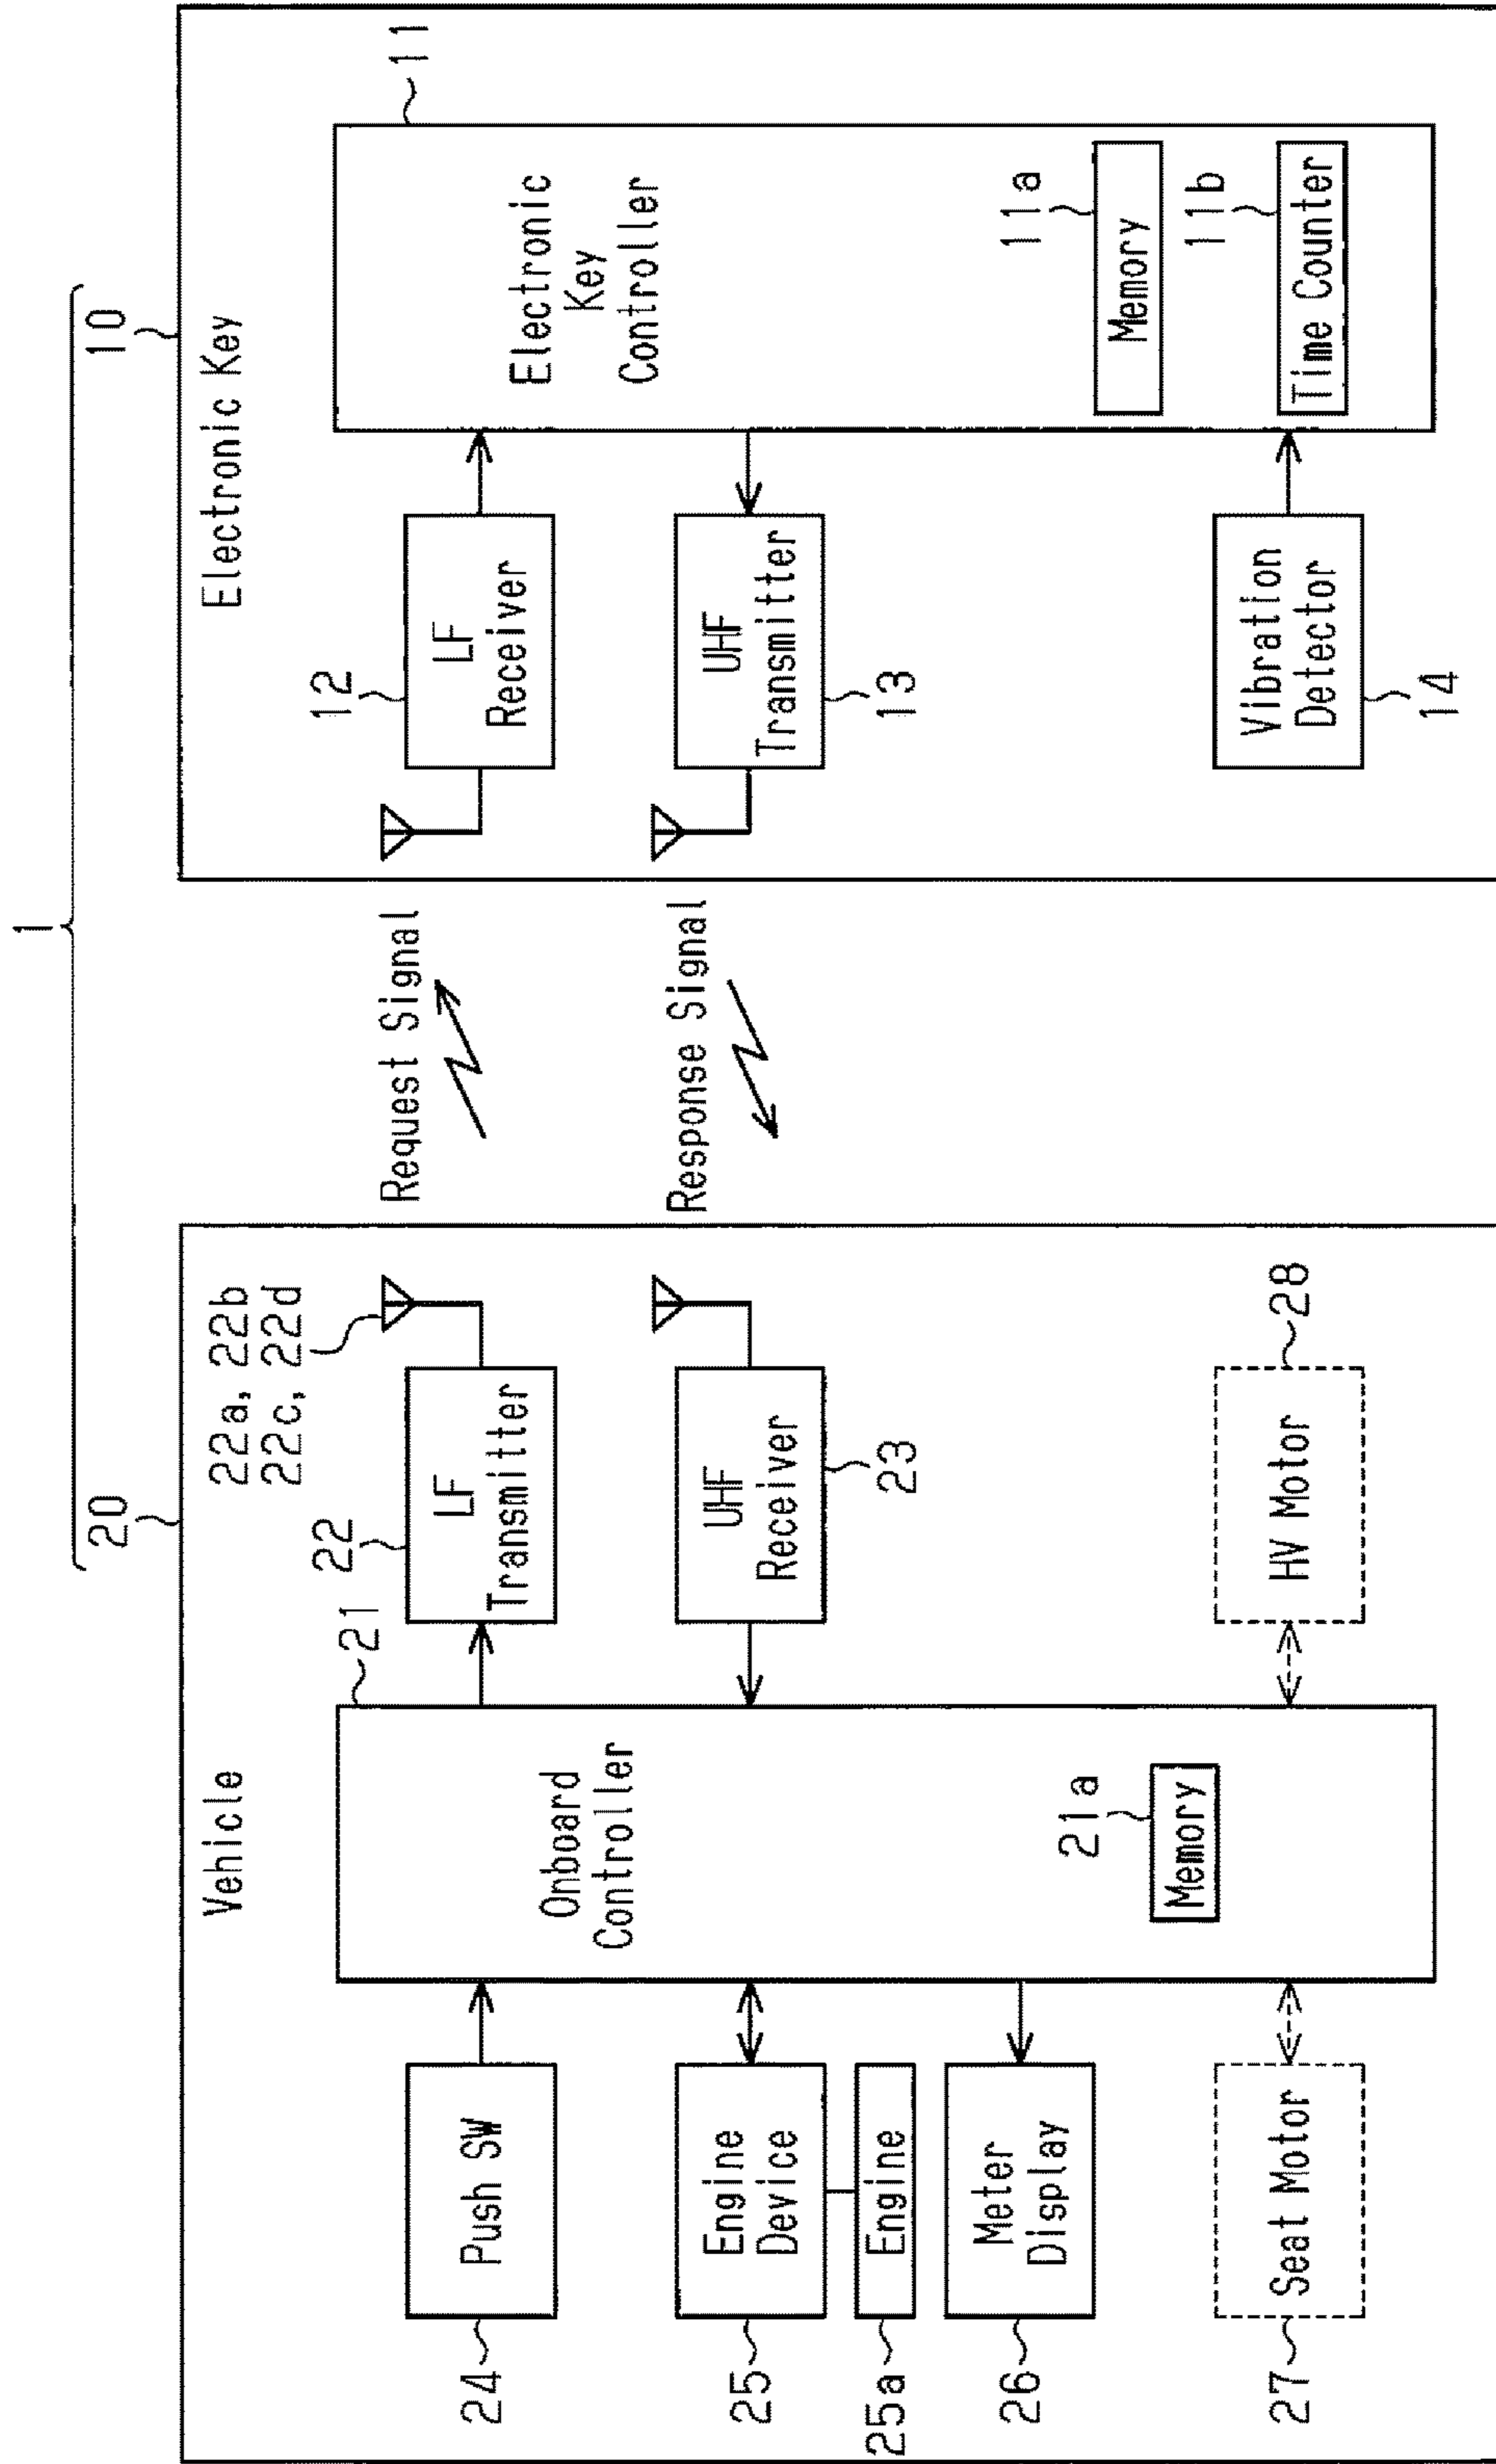 1
20
Vehicle
22a, 22b
22c, 22d
21
22
LF
Transmitter
24
Push SW
Onboard
Controller
25
Engine
Device
UHF
Receiver
23
25a
Engine
26
Meter
Display
21a
Memory
27
Seat Motor
HV Motor
28
Request Signal
Response Signal
10
Electronic Key
11
12
LF
Receiver
Electronic
Key
Controller
UHF
Transmitter
13
11a
Memory
11b
Time Counter
Vibration
Detector
14